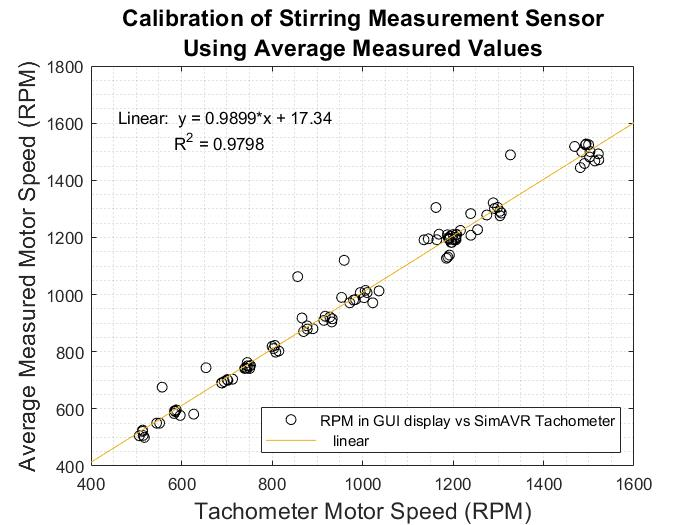 Calibration of Stirring Measurement Sensor
Using Average Measured Values
Average Measured Motor Speed (RPM)
1800
1600
1400
1200
1000
800
600
400
Linear: y = 0.9899*x + 17.34
R² = 0.9798
RPM in GUI display vs SimAVR Tachometer
linear
400 600 800 1000 1200 1400 1600
Tachometer Motor Speed (RPM)